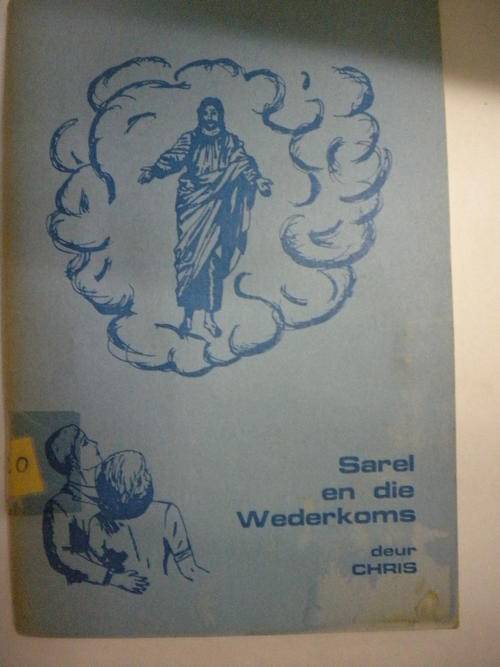 Sarel
en die
Wederkoms
deur
CHRIS